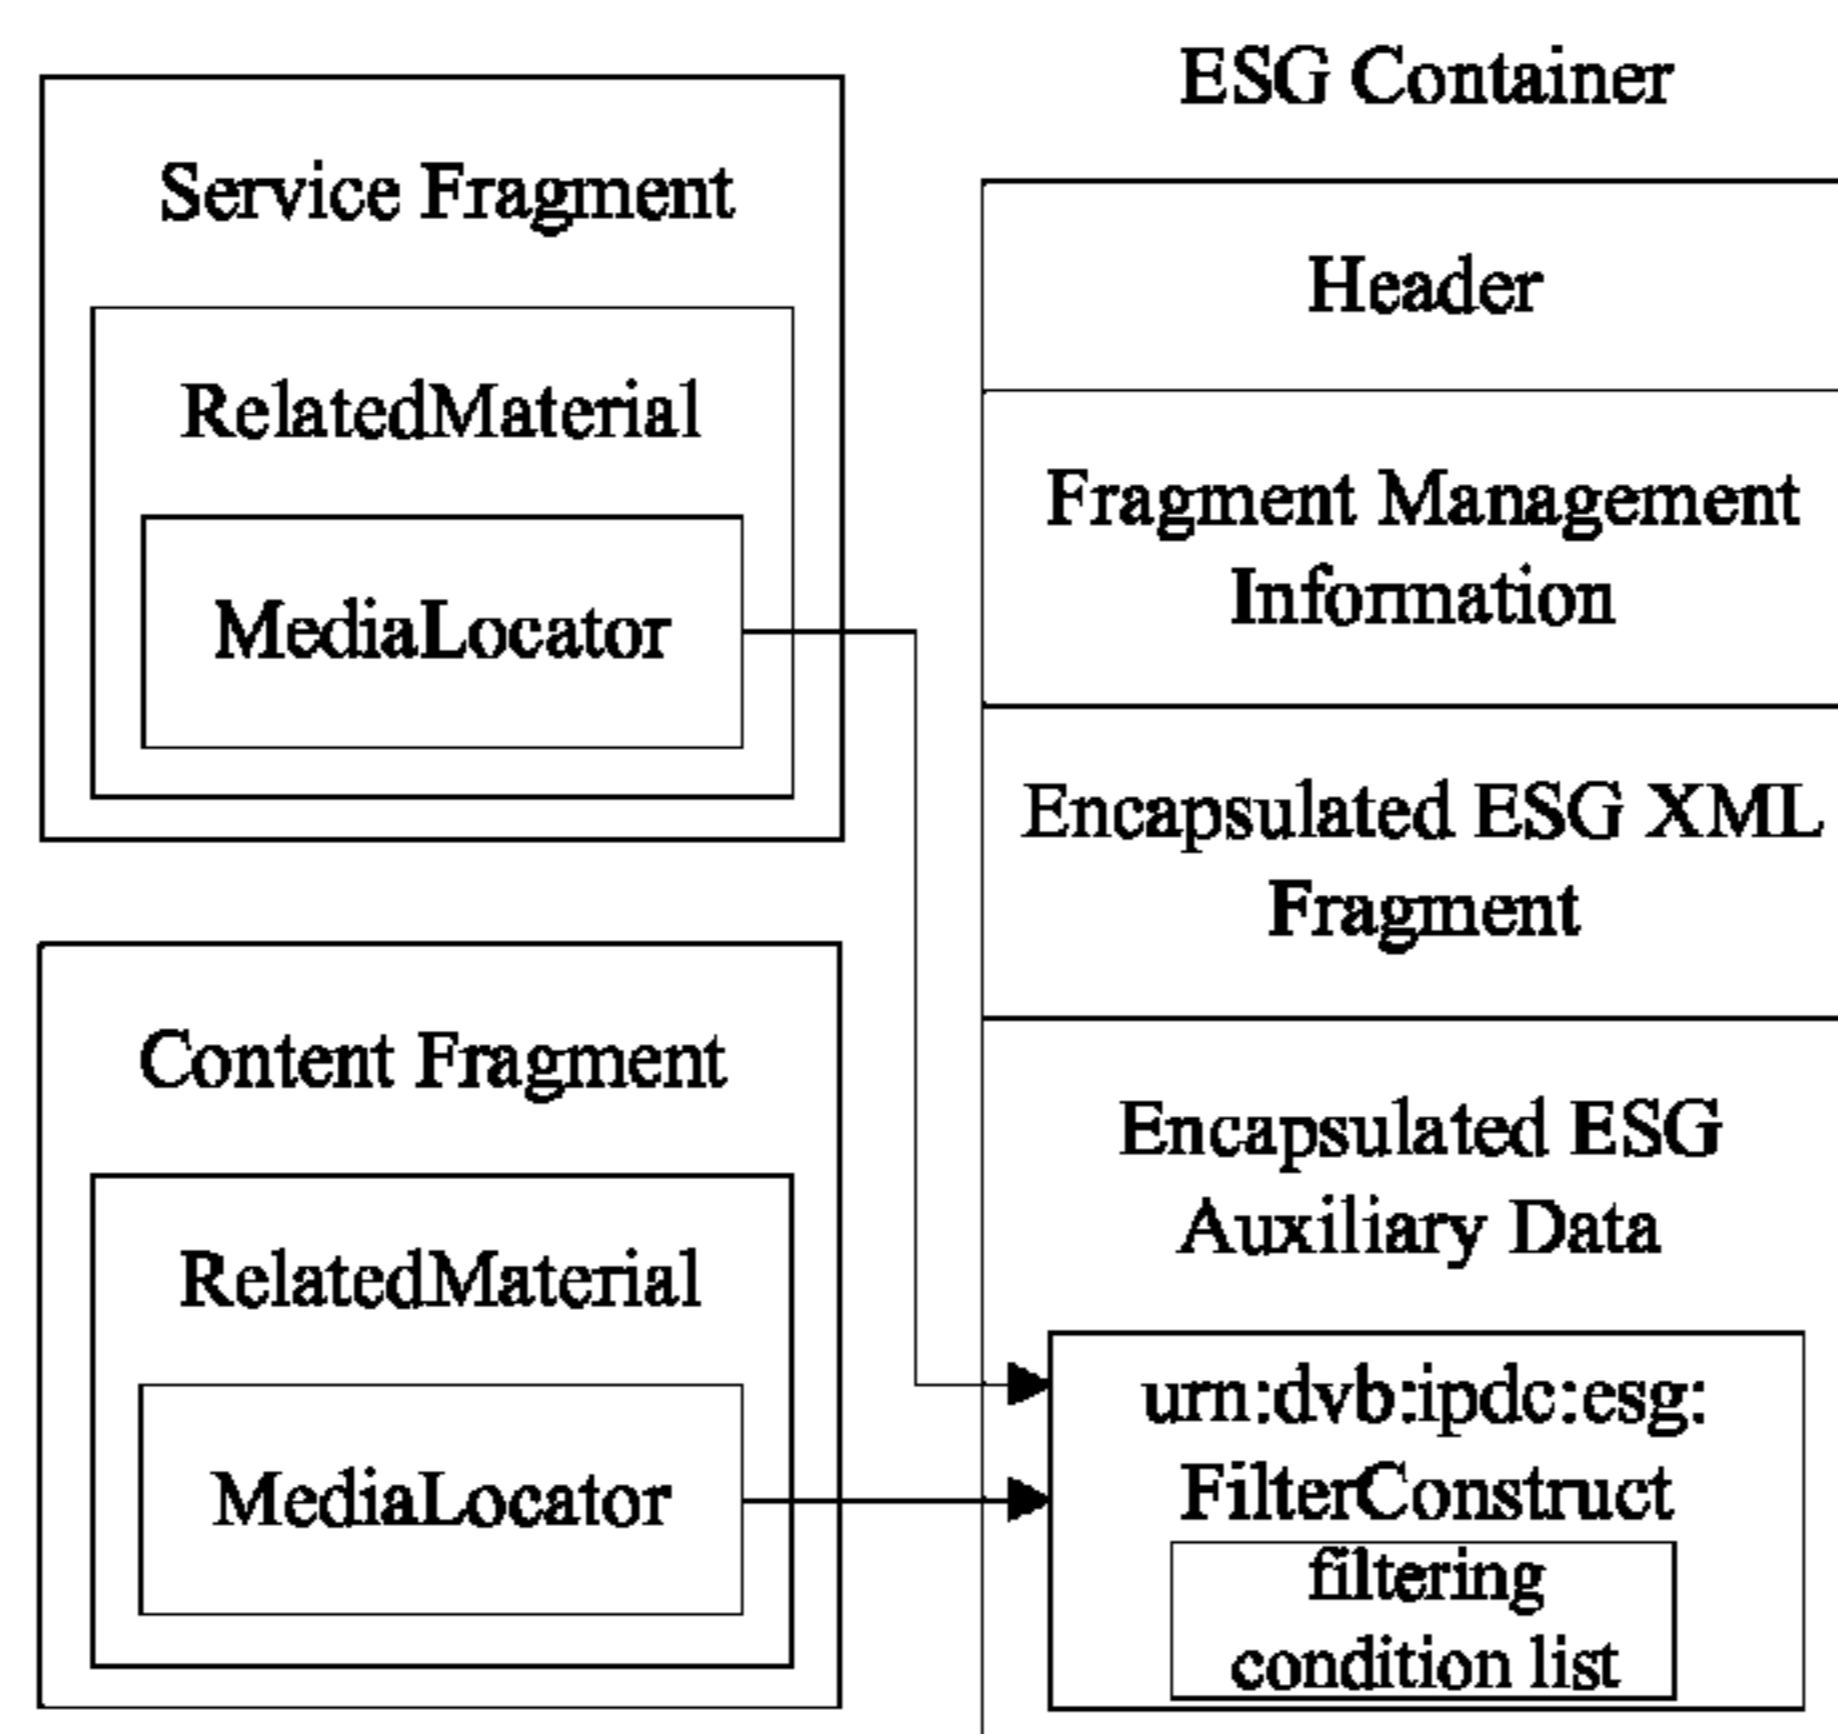 Service Fragment
RelatedMaterial
MediaLocator
Content Fragment
RelatedMaterial
MediaLocator
ESG Container
Header
Fragment Management
Information
Encapsulated ESG XML
Fragment
Encapsulated ESG
Auxiliary Data
urn:dvb:ipdc:esg:
FilterConstruct
filtering
condition list